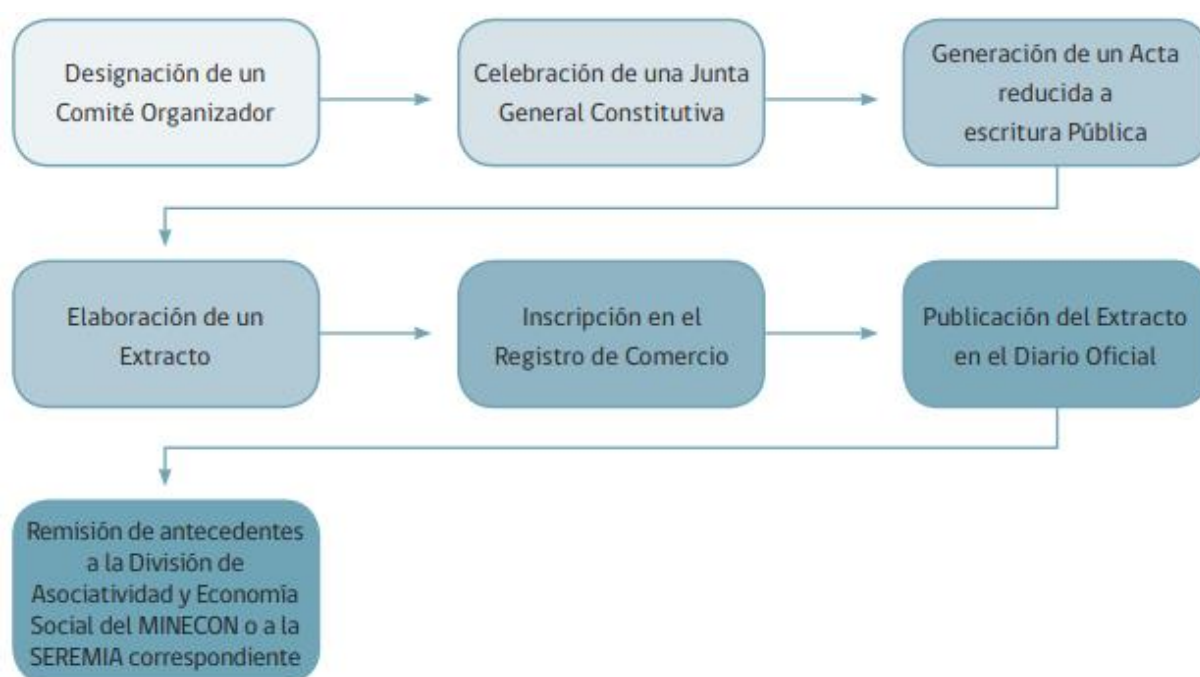 Designación de un
Comité Organizador
Celebración de una Junta
General Constitutiva
Generación de un Acta
reducida a
escritura Pública
Elaboración de un
Extracto
Inscripción en el
Registro de Comercio
Publicación del Extracto
en el Diario Oficial
Remisión de antecedentes
a la División de
Asociatividad y Economía
Social del MINECON o a la
SEREMIA correspondiente